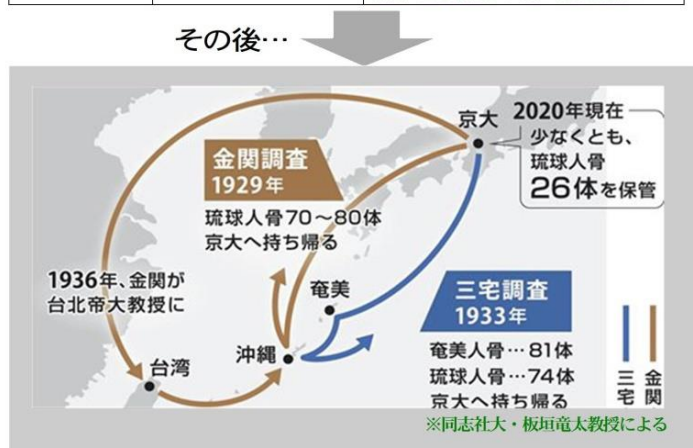 その後…
京大
2020年現在
少なくとも、
琉球人骨
26体を保管
金関調査
1929年
琉球人骨70～80体
京大へ持ち帰る
1936年、金関が
台北帝大教授に
奄美
三宅調査
1933年
沖縄
台湾
奄美人骨…81体
琉球人骨…74体
京大へ持ち帰る
三宅
金関
※同志社大・板垣竜太教授による